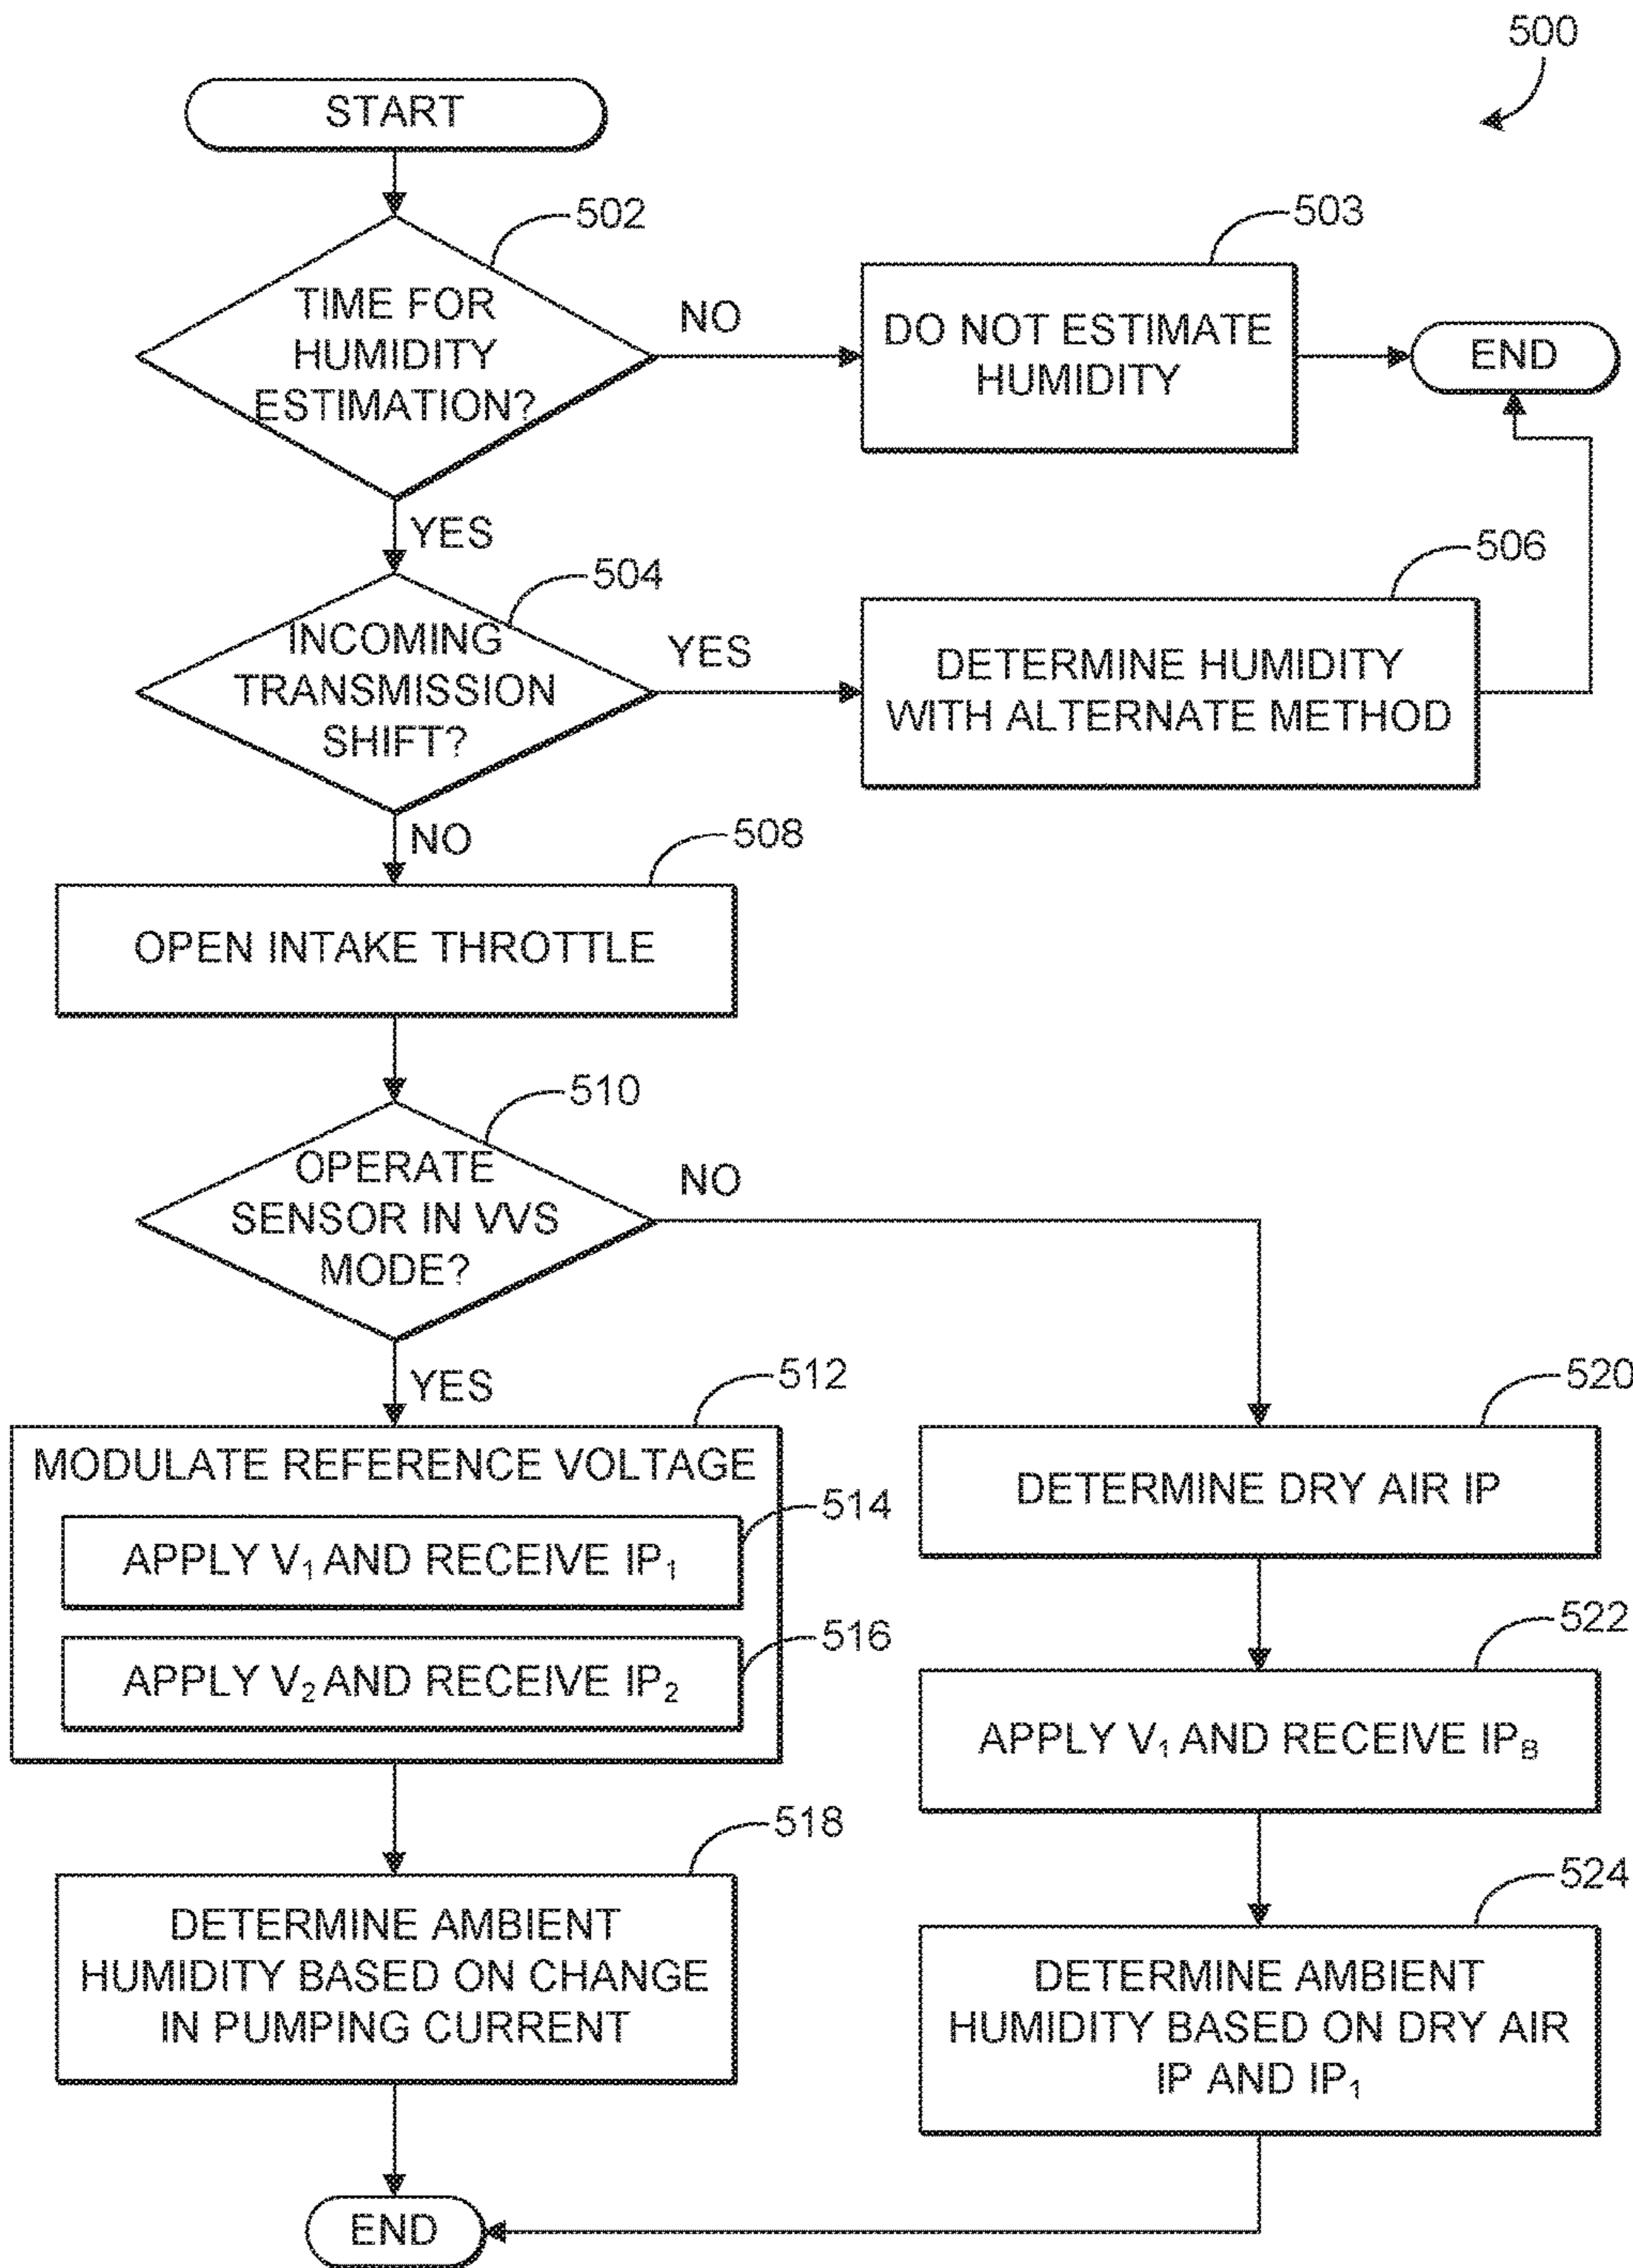 500
START
502
TIME FOR
HUMIDITY
ESTIMATION?
NO
503
DO NOT ESTIMATE
HUMIDITY
END
YES
504
INCOMING
TRANSMISSION
SHIFT?
YES
506
DETERMINE HUMIDITY
WITH ALTERNATE METHOD
NO
508
OPEN INTAKE THROTTLE
510
OPERATE
SENSOR IN VVS
MODE?
NO
YES
512
MODULATE REFERENCE VOLTAGE
514
APPLY V₁ AND RECEIVE IP₁
516
APPLY V₂ AND RECEIVE IP₂
518
DETERMINE AMBIENT
HUMIDITY BASED ON CHANGE
IN PUMPING CURRENT
520
DETERMINE DRY AIR IP
522
APPLY V₁ AND RECEIVE IP_B
524
DETERMINE AMBIENT
HUMIDITY BASED ON DRY AIR
IP AND IP₁
END